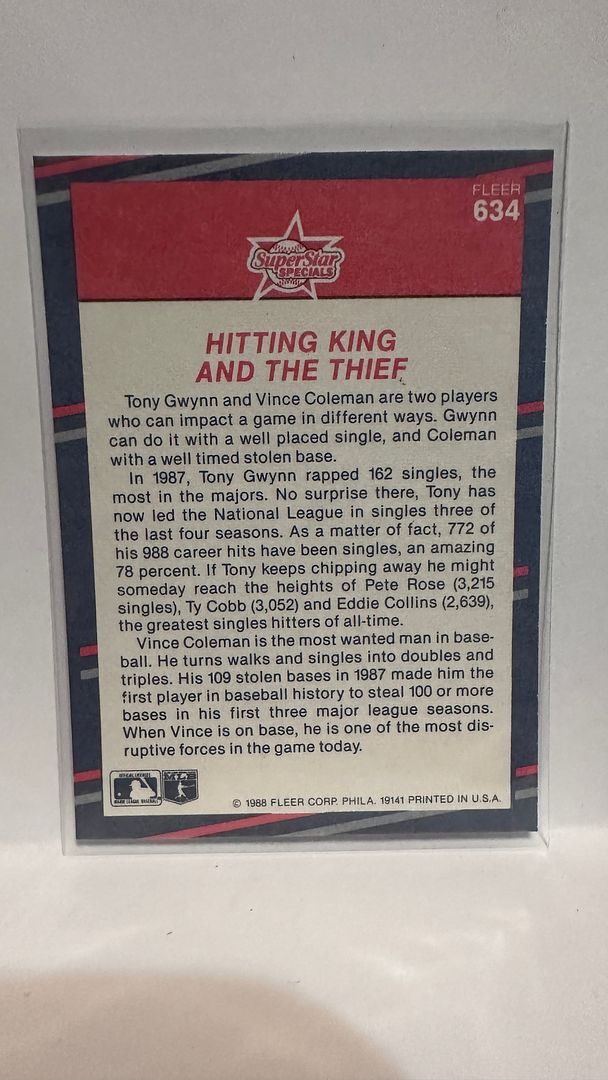 FLEER
634
SuperStar
SPECIALS
HITTING KING
AND THE THIEF
Tony Gwynn and Vince Coleman are two players
who can impact a game in different ways. Gwynn
can do it with a well placed single, and Coleman
with a well timed stolen base.
In 1987, Tony Gwynn rapped 162 singles, the
most in the majors. No surprise there, Tony has
now led the National League in singles three of
the last four seasons. As a matter of fact, 772 of
his 988 career hits have been singles, an amazing
78 percent. If Tony keeps chipping away he might
someday reach the heights of Pete Rose (3,215
singles), Ty Cobb (3,052) and Eddie Collins (2,639),
the greatest singles hitters of all-time.
Vince Coleman is the most wanted man in base-
ball. He turns walks and singles into doubles and
triples. His 109 stolen bases in 1987 made him the
first player in baseball history to steal 100 or more
bases in his first three major league seasons.
When Vince is on base, he is one of the most dis-
ruptive forces in the game today.
OFFICIAL LICENSEE
MAJOR LEAGUE BASEBALL
© 1988 FLEER CORP. PHILA. 19141 PRINTED IN U.S.A.